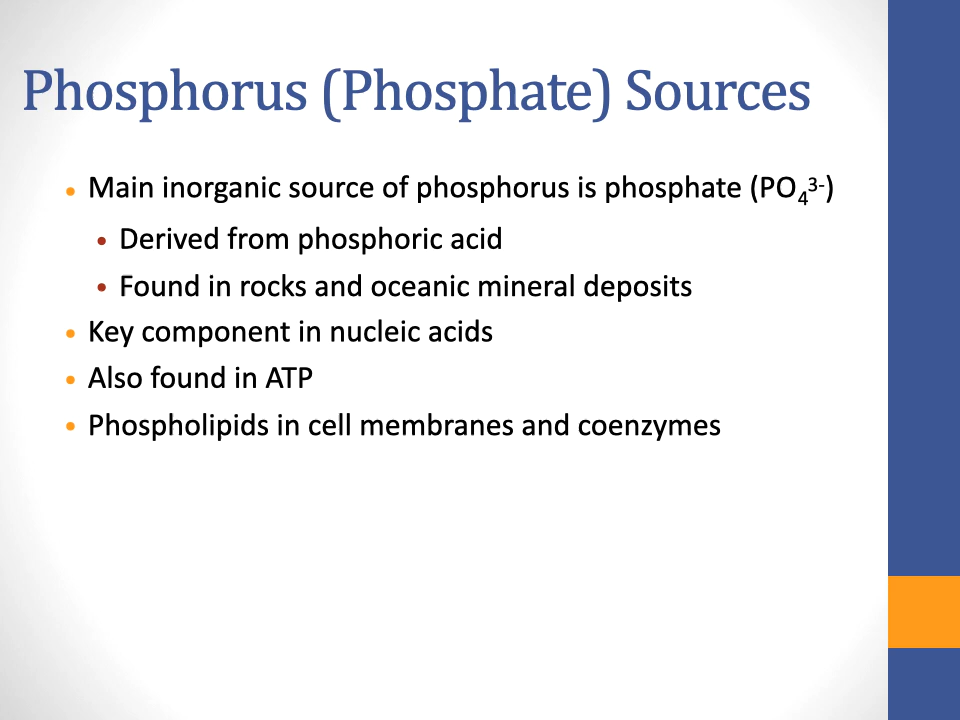 Phosphorus (Phosphate) Sources
• Main inorganic source of phosphorus is phosphate (PO₄³⁻)
• Derived from phosphoric acid
• Found in rocks and oceanic mineral deposits
• Key component in nucleic acids
• Also found in ATP
• Phospholipids in cell membranes and coenzymes